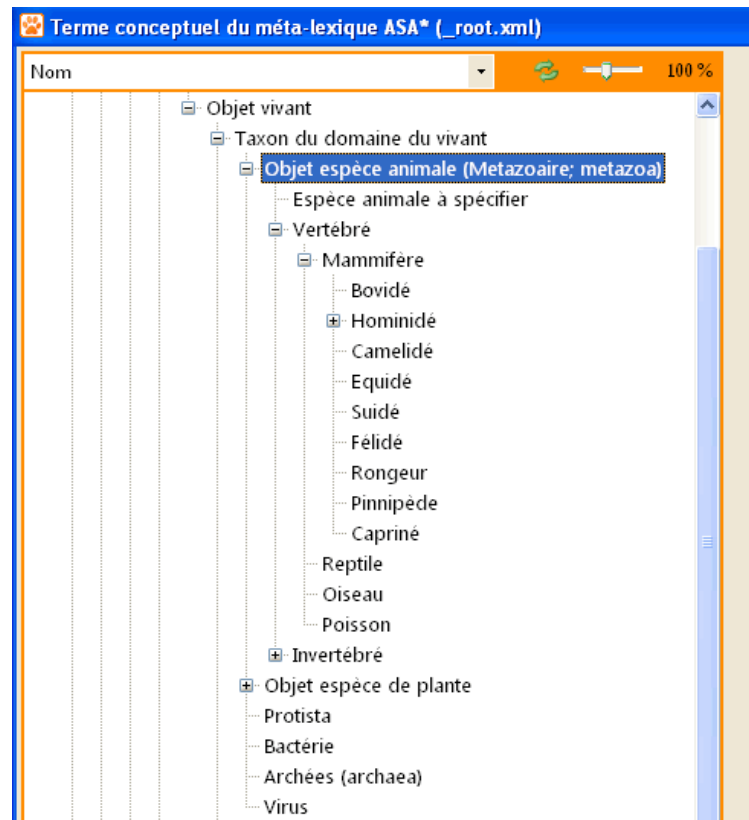 Terme conceptuel du méta-lexique ASA* (_root.xml)
Nom 100 %
Objet vivant
Taxon du domaine du vivant
Objet espèce animale (Metazoaire; metazoa)
Espèce animale à spécifier
Vertébré
Mammifère
Bovidé
Hominidé
Camelidé
Equidé
Suidé
Félidé
Rongeur
Pinnipède
Capriné
Reptile
Oiseau
Poisson
Invertébré
Objet espèce de plante
Protista
Bactérie
Archées (archaea)
Virus